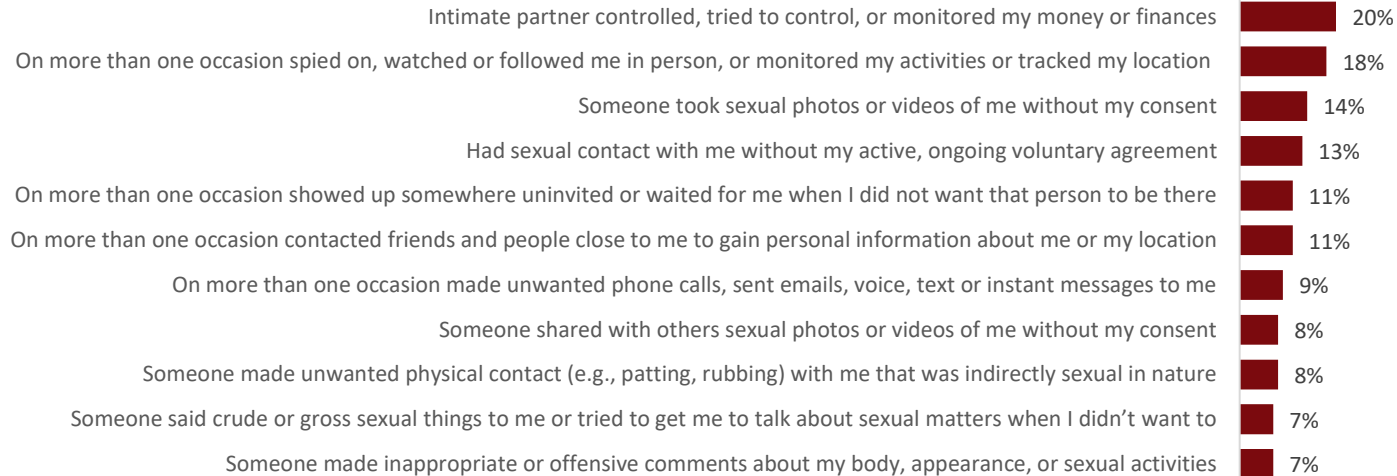 Intimate partner controlled, tried to control, or monitored my money or finances 20%
On more than one occasion spied on, watched or followed me in person, or monitored my activities or tracked my location 18%
Someone took sexual photos or videos of me without my consent 14%
Had sexual contact with me without my active, ongoing voluntary agreement 13%
On more than one occasion showed up somewhere uninvited or waited for me when I did not want that person to be there 11%
On more than one occasion contacted friends and people close to me to gain personal information about me or my location 11%
On more than one occasion made unwanted phone calls, sent emails, voice, text or instant messages to me 9%
Someone shared with others sexual photos or videos of me without my consent 8%
Someone made unwanted physical contact (e.g., patting, rubbing) with me that was indirectly sexual in nature 8%
Someone said crude or gross sexual things to me or tried to get me to talk about sexual matters when I didn’t want to 7%
Someone made inappropriate or offensive comments about my body, appearance, or sexual activities 7%